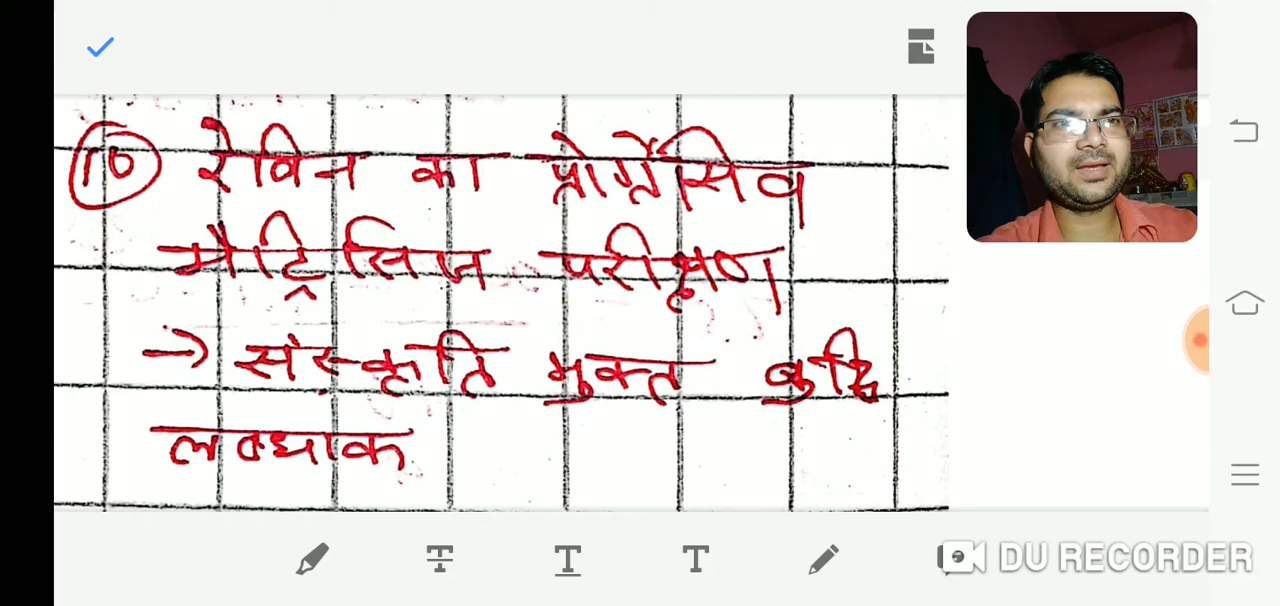 10 रेविन का प्रोर्ग्रेसिव
मैट्रिसिज परीक्षण
→ संस्कृति मुक्त बुद्धि
लब्धाक
DU RECORDER